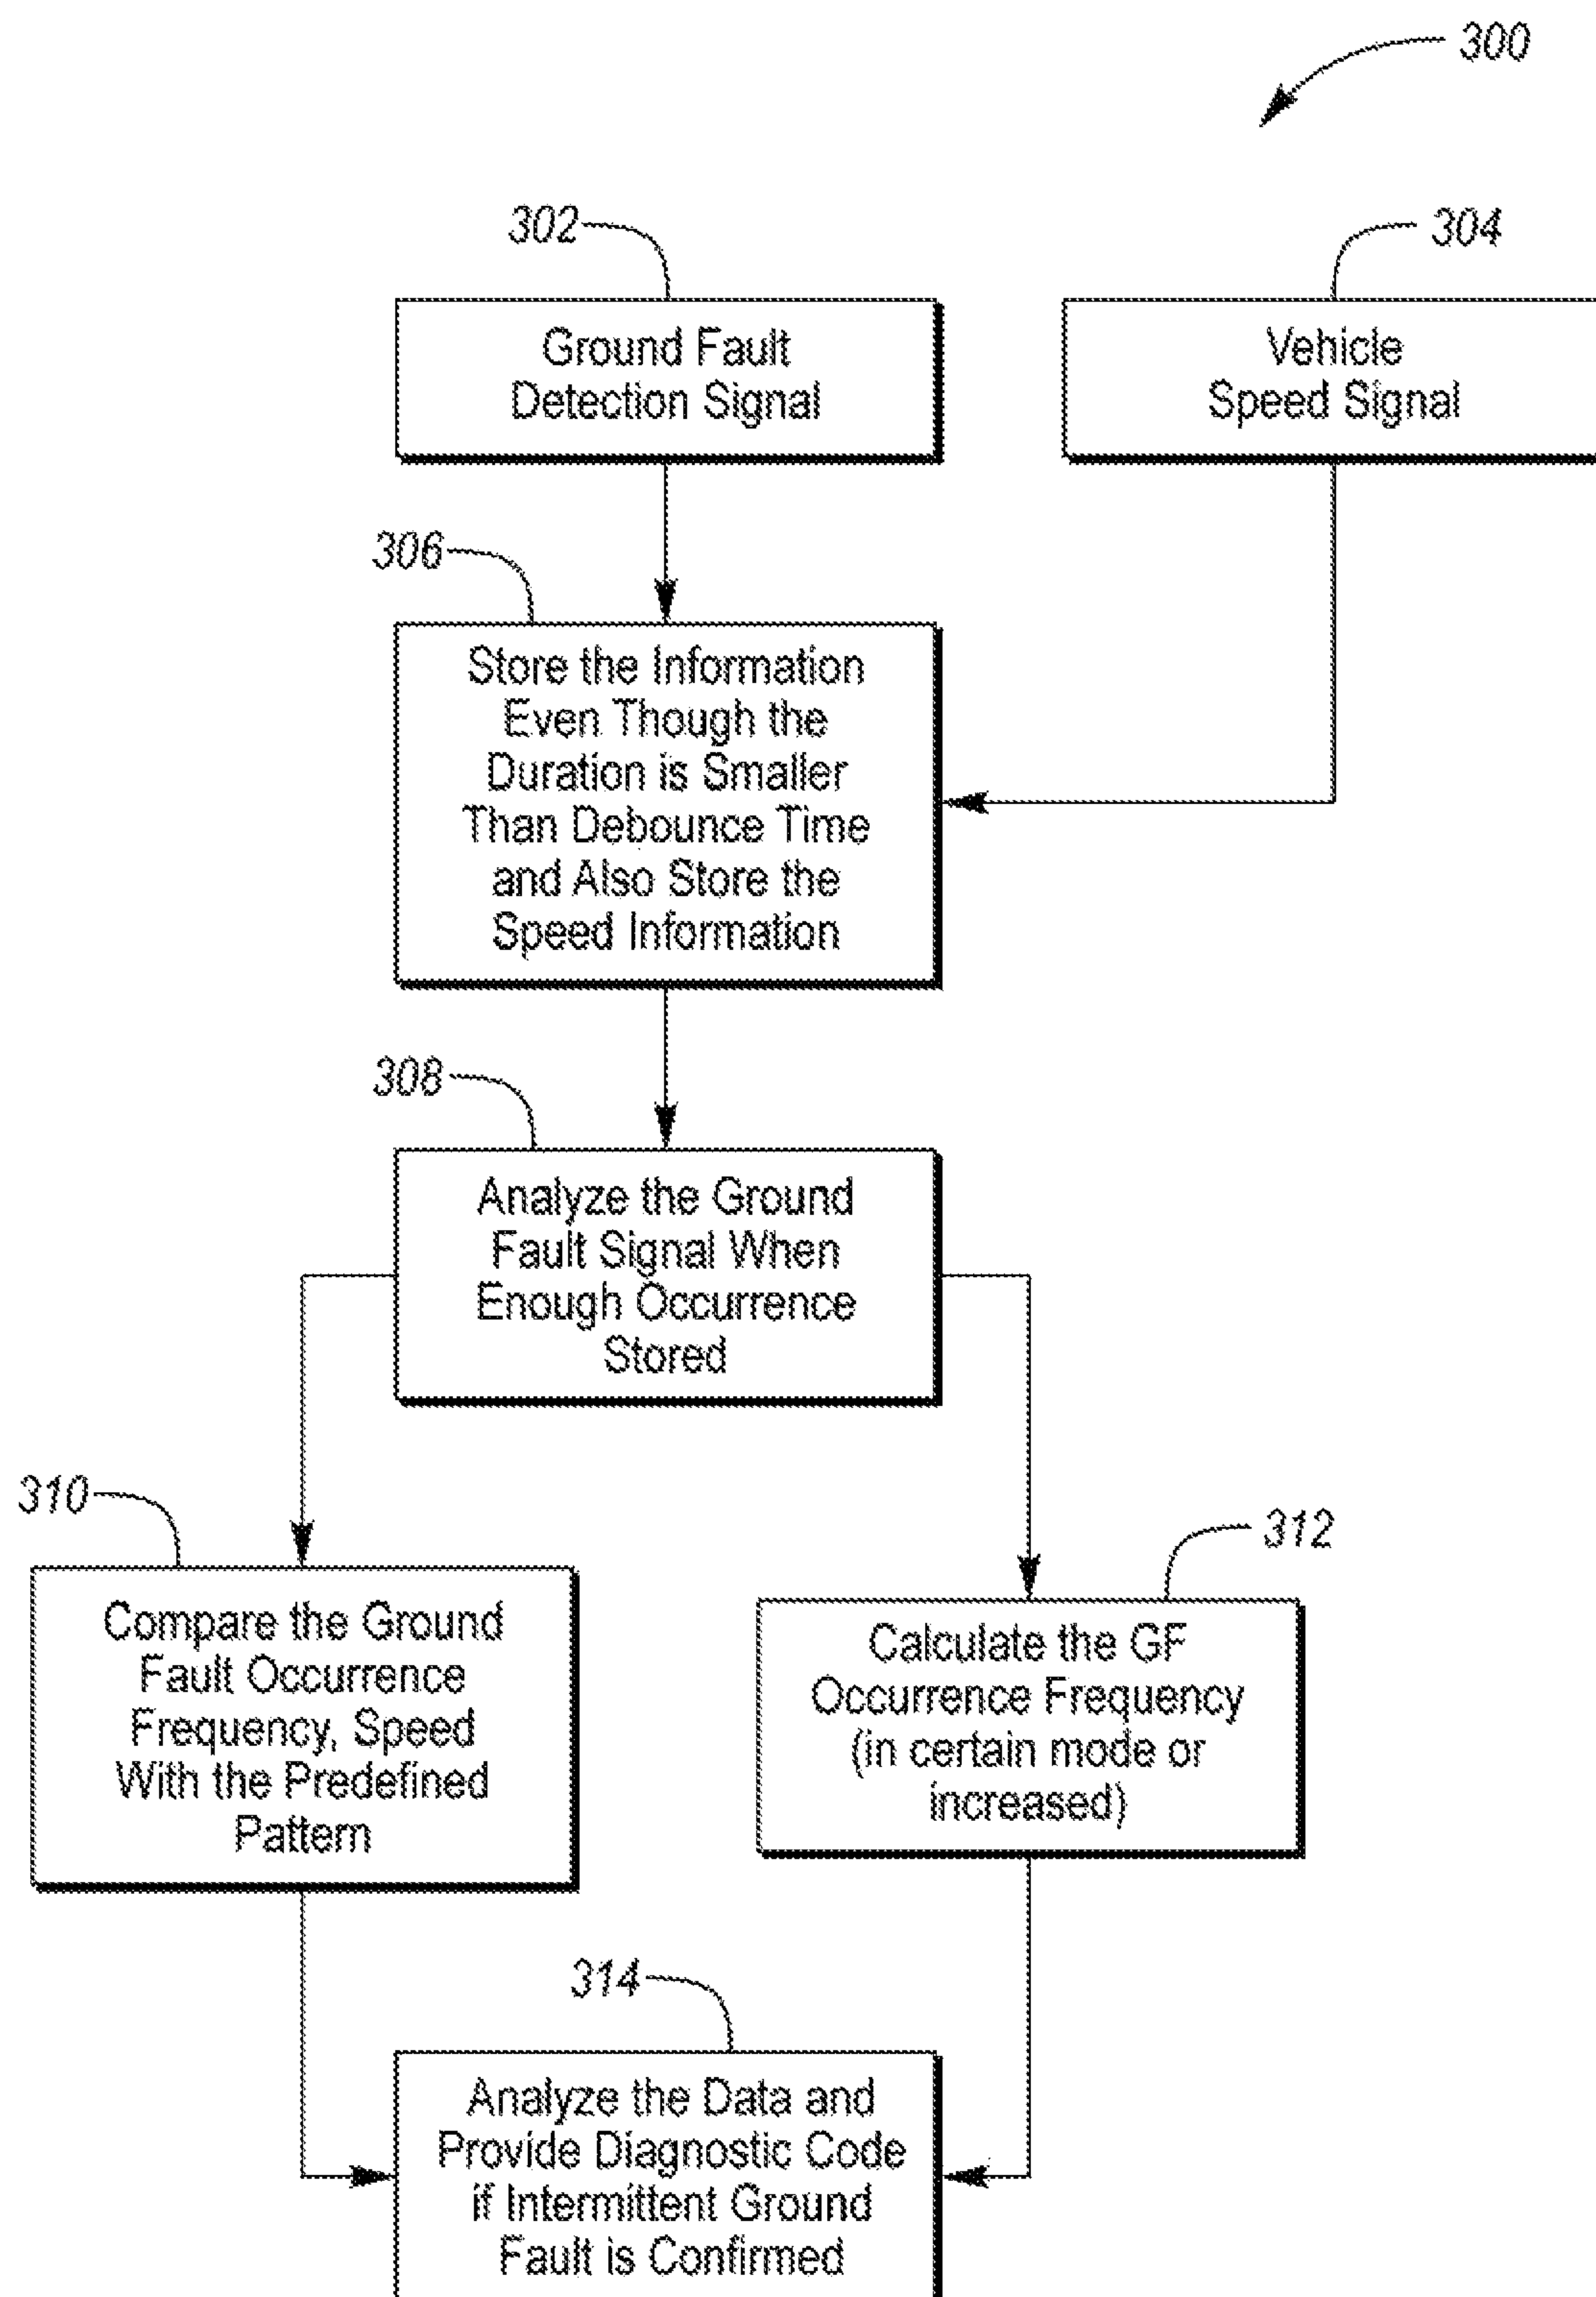 300
302
304
Ground Fault
Detection Signal
Vehicle
Speed Signal
306
Store the Information
Even Though the
Duration is Smaller
Than Debounce Time
and Also Store the
Speed Information
308
Analyze the Ground
Fault Signal When
Enough Occurrence
Stored
310
Compare the Ground
Fault Occurrence
Frequency, Speed
With the Predefined
Pattern
312
Calculate the GF
Occurrence Frequency
(in certain mode or
increased)
314
Analyze the Data and
Provide Diagnostic Code
if Intermittent Ground
Fault is Confirmed